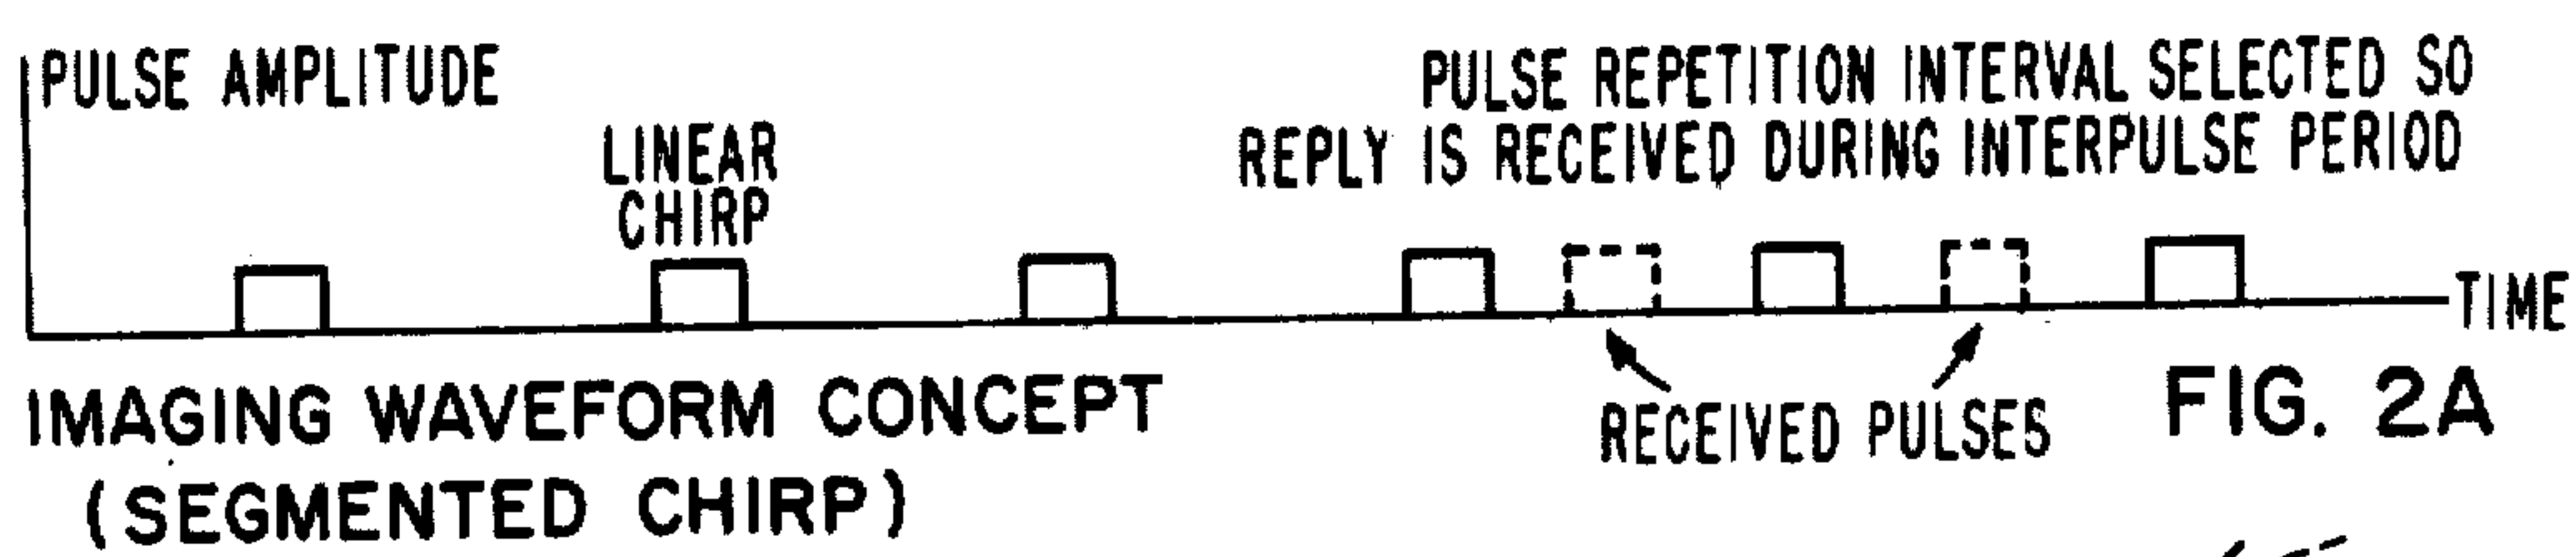 PULSE AMPLITUDE
LINEAR
CHIRP
PULSE REPETITION INTERVAL SELECTED SO
REPLY IS RECEIVED DURING INTERPULSE PERIOD
TIME
RECEIVED PULSES
FIG. 2A
IMAGING WAVEFORM CONCEPT
(SEGMENTED CHIRP)